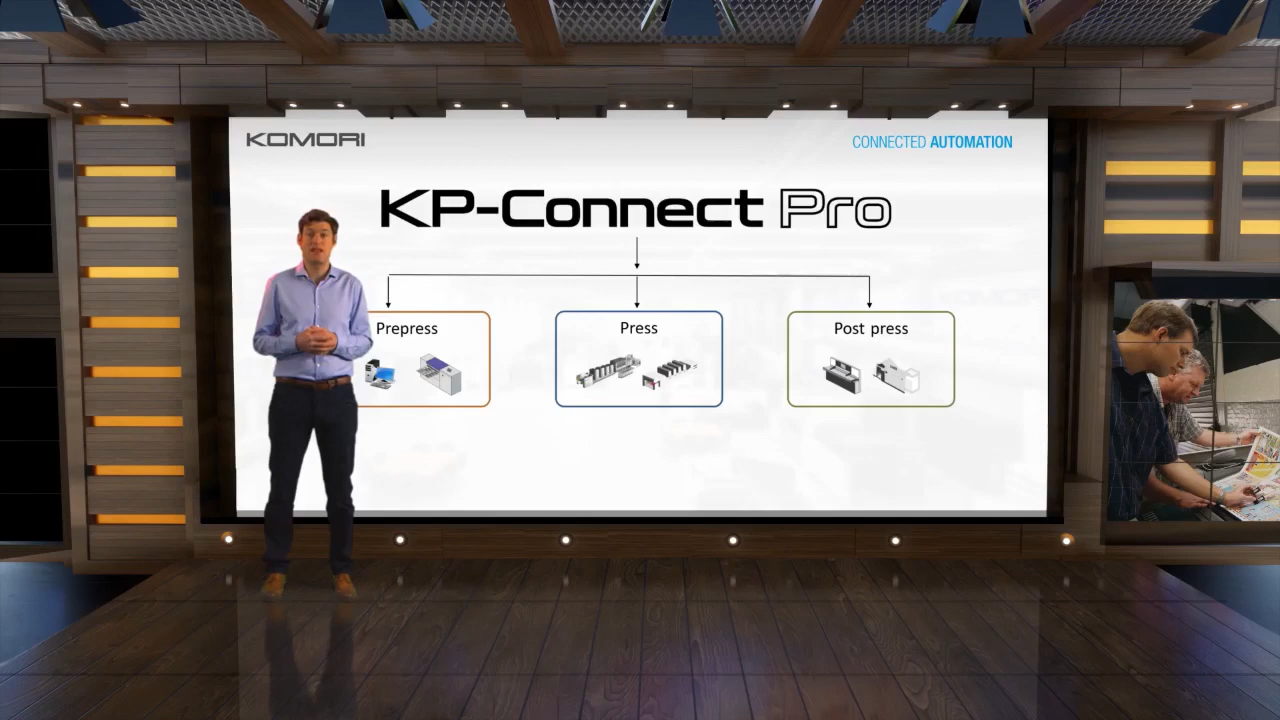 KOMORI
CONNECTED AUTOMATION
KP-Connect Pro
Prepress
Press
Post press